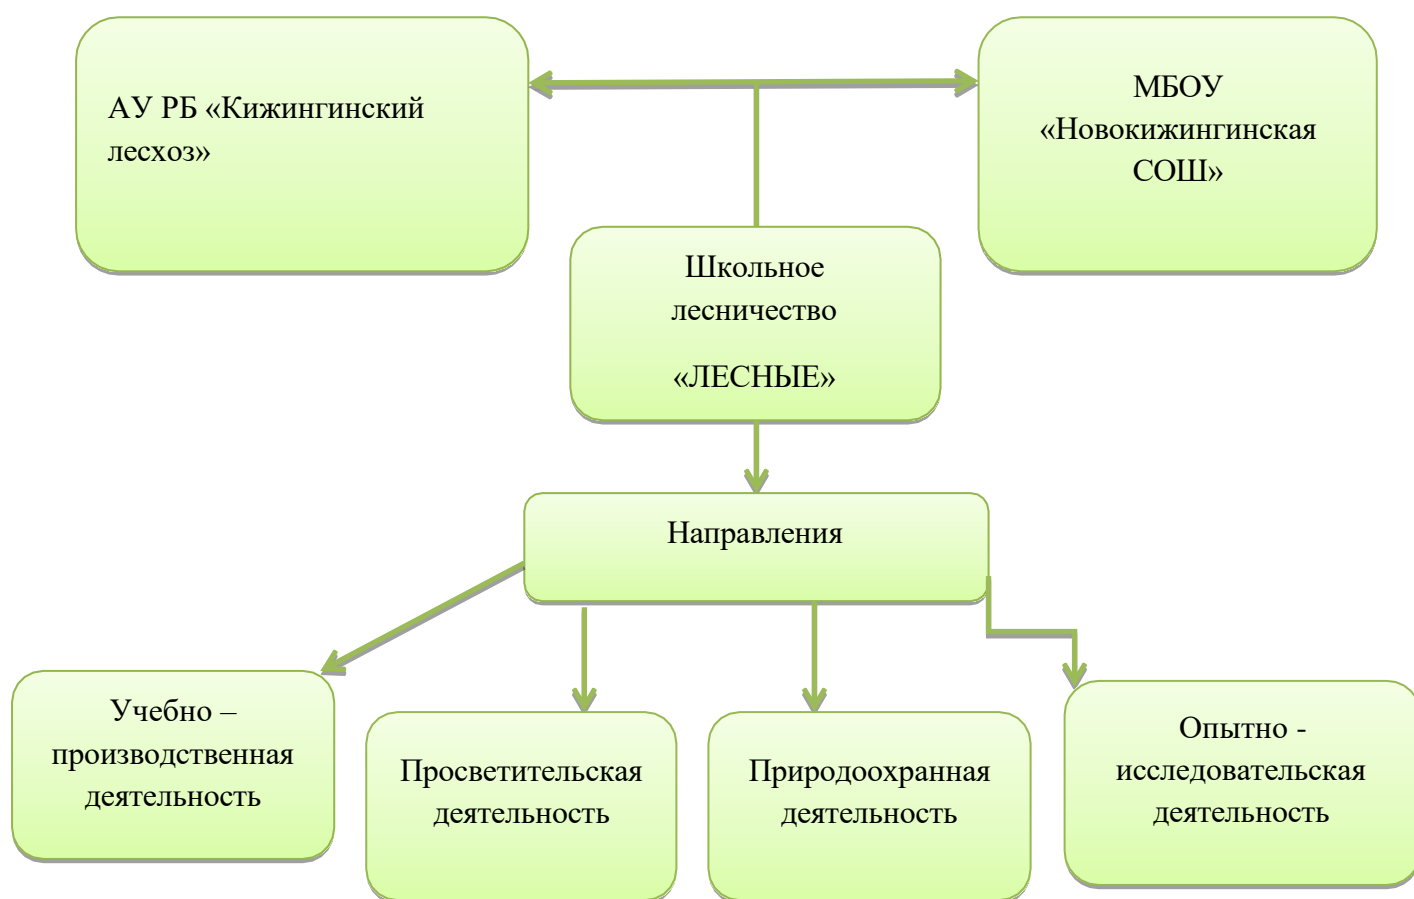 АУ РБ «Кижингинский
лесхоз»
МБОУ
«Новокижингинская
СОШ»
Школьное
лесничество
«ЛЕСНЫЕ»
Направления
Учебно –
производственная
деятельность
Просветительская
деятельность
Природоохранная
деятельность
Опытно -
исследовательская
деятельность